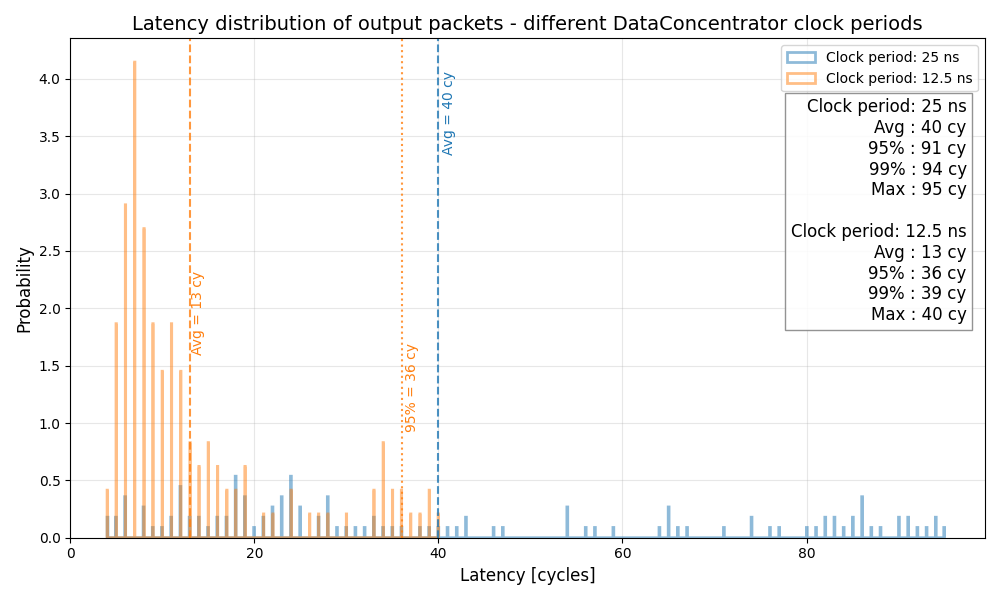 Latency distribution of output packets - different DataConcentrator clock periods
Clock period: 25 ns
Clock period: 12.5 ns
Clock period: 25 ns
Avg : 40 cy
95% : 91 cy
99% : 94 cy
Max : 95 cy
Clock period: 12.5 ns
Avg : 13 cy
95% : 36 cy
99% : 39 cy
Max : 40 cy
Avg = 40 cy
Avg = 13 cy
95% = 36 cy
Probability
4.0
3.5
3.0
2.5
2.0
1.5
1.0
0.5
0.0
0 20 40 60 80
Latency [cycles]